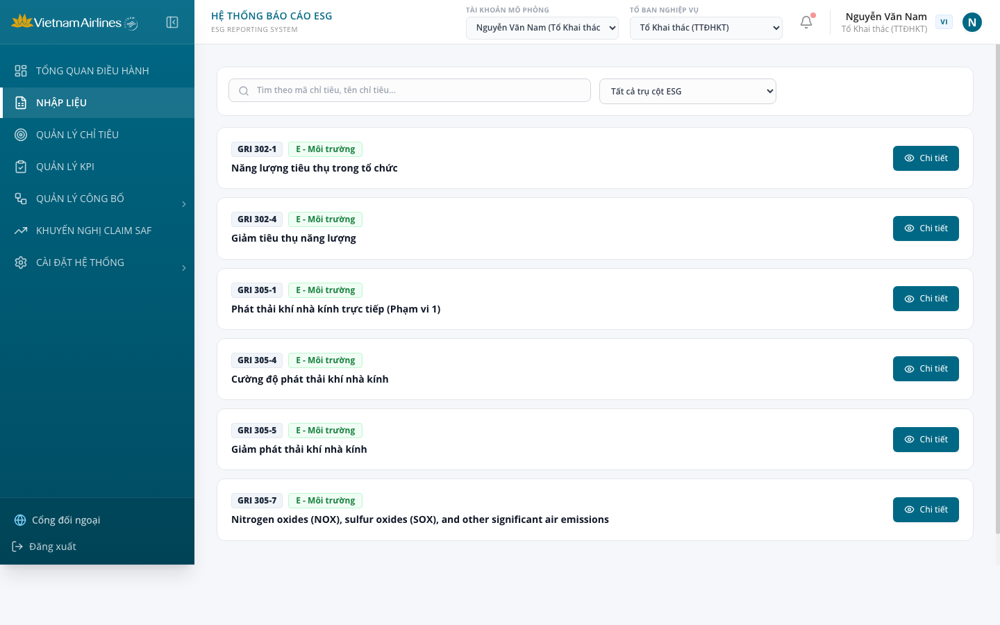 Vietnam Airlines
HỆ THỐNG BÁO CÁO ESG
ESG REPORTING SYSTEM
TÀI KHOẢN MÔ PHỎNG
Nguyễn Văn Nam (Tổ Khai thác
TỔ BAN NGHIỆP VỤ
Tổ Khai thác (TTĐHKT)
Nguyễn Văn Nam
Tổ Khai thác (TTĐHKT)
VI
N
TỔNG QUAN ĐIỀU HÀNH
NHẬP LIỆU
QUẢN LÝ CHỈ TIÊU
QUẢN LÝ KPI
QUẢN LÝ CÔNG BỐ
KHUYẾN NGHỊ CLAIM SAF
CÀI ĐẶT HỆ THỐNG
Cổng đối ngoại
Đăng xuất
Tìm theo mã chỉ tiêu, tên chỉ tiêu...
Tất cả trụ cột ESG
GRI 302-1
E - Môi trường
Năng lượng tiêu thụ trong tổ chức
Chi tiết
GRI 302-4
E - Môi trường
Giảm tiêu thụ năng lượng
Chi tiết
GRI 305-1
E - Môi trường
Phát thải khí nhà kính trực tiếp (Phạm vi 1)
Chi tiết
GRI 305-4
E - Môi trường
Cường độ phát thải khí nhà kính
Chi tiết
GRI 305-5
E - Môi trường
Giảm phát thải khí nhà kính
Chi tiết
GRI 305-7
E - Môi trường
Nitrogen oxides (NOX), sulfur oxides (SOX), and other significant air emissions
Chi tiết